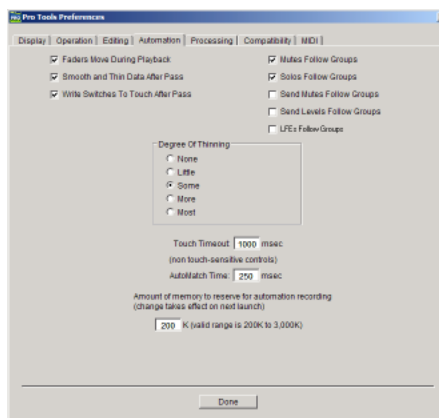 Pro Tools Preferences
Display | Operation | Editing | Automation | Processing | Compatibility | MIDI
Faders Move During Playback
Smooth and Thin Data After Pass
Write Switches To Touch After Pass
Mutes Follow Groups
Solos Follow Groups
Send Mutes Follow Groups
Send Levels Follow Groups
LFEs Follow Groups
Degree Of Thinning
None
Little
Some
More
Most
Touch Timeout: 1000 msec
(non touch-sensitive controls)
AutoMatch Time: 250 msec
Amount of memory to reserve for automation recording
(change takes effect on next launch)
200 K (valid range is 200K to 3,000K)
Done